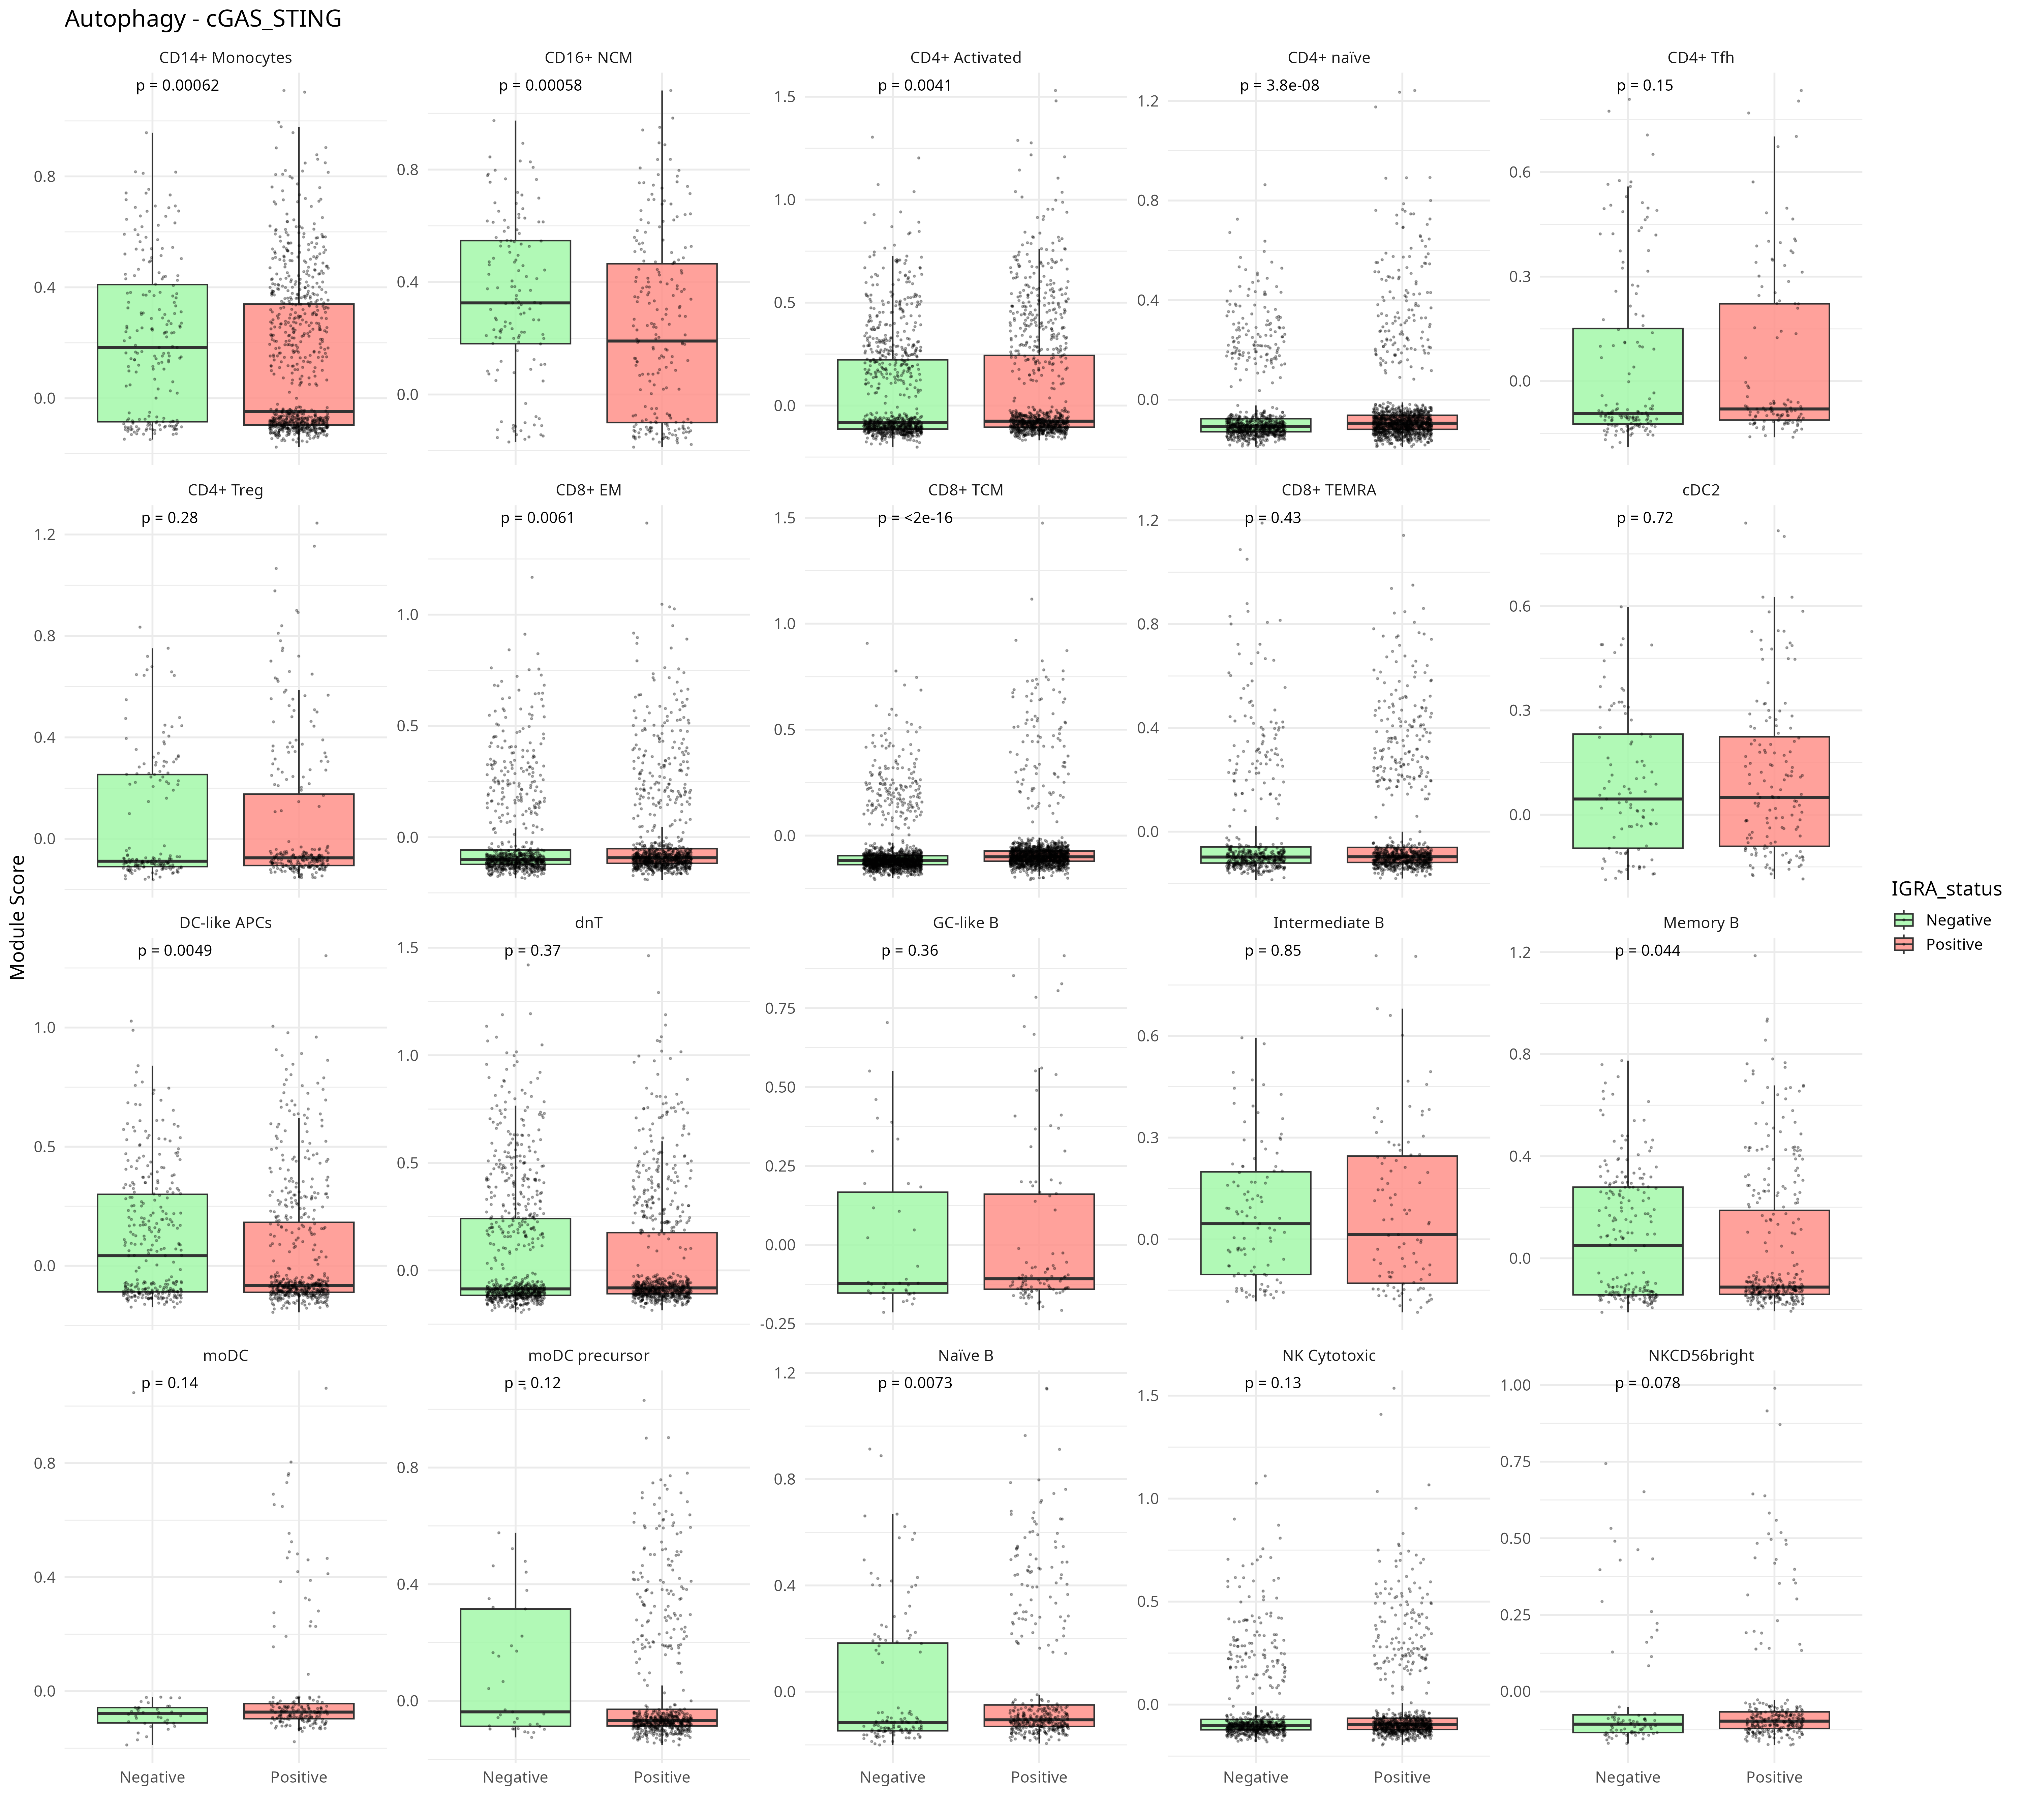 Autophagy - cGAS_STING
CD14+ Monocytes
CD16+ NCM
CD4+ Activated
CD4+ naïve
CD4+ Tfh
p = 0.00062
p = 0.00058
p = 0.0041
p = 3.8e-08
p = 0.15
0.8
0.4
0.0
0.8
0.4
0.0
1.5
1.0
0.5
0.0
1.2
0.8
0.4
0.0
0.6
0.3
0.0
CD4+ Treg
CD8+ EM
CD8+ TCM
CD8+ TEMRA
cDC2
p = 0.28
p = 0.0061
p = <2e-16
p = 0.43
p = 0.72
1.2
0.8
0.4
0.0
1.0
0.5
0.0
1.5
1.0
0.5
0.0
1.2
0.8
0.4
0.0
0.6
0.3
0.0
Module Score
IGRA_status
Negative
Positive
DC-like APCs
dnT
GC-like B
Intermediate B
Memory B
p = 0.0049
p = 0.37
p = 0.36
p = 0.85
p = 0.044
1.0
0.5
0.0
1.5
1.0
0.5
0.0
0.75
0.50
0.25
0.00
-0.25
0.6
0.3
0.0
1.2
0.8
0.4
0.0
moDC
moDC precursor
Naïve B
NK Cytotoxic
NKCD56bright
p = 0.14
p = 0.12
p = 0.0073
p = 0.13
p = 0.078
0.8
0.4
0.0
0.8
0.4
0.0
1.2
0.8
0.4
0.0
1.5
1.0
0.5
0.0
1.00
0.75
0.50
0.25
0.00
Negative
Positive
Negative
Positive
Negative
Positive
Negative
Positive
Negative
Positive